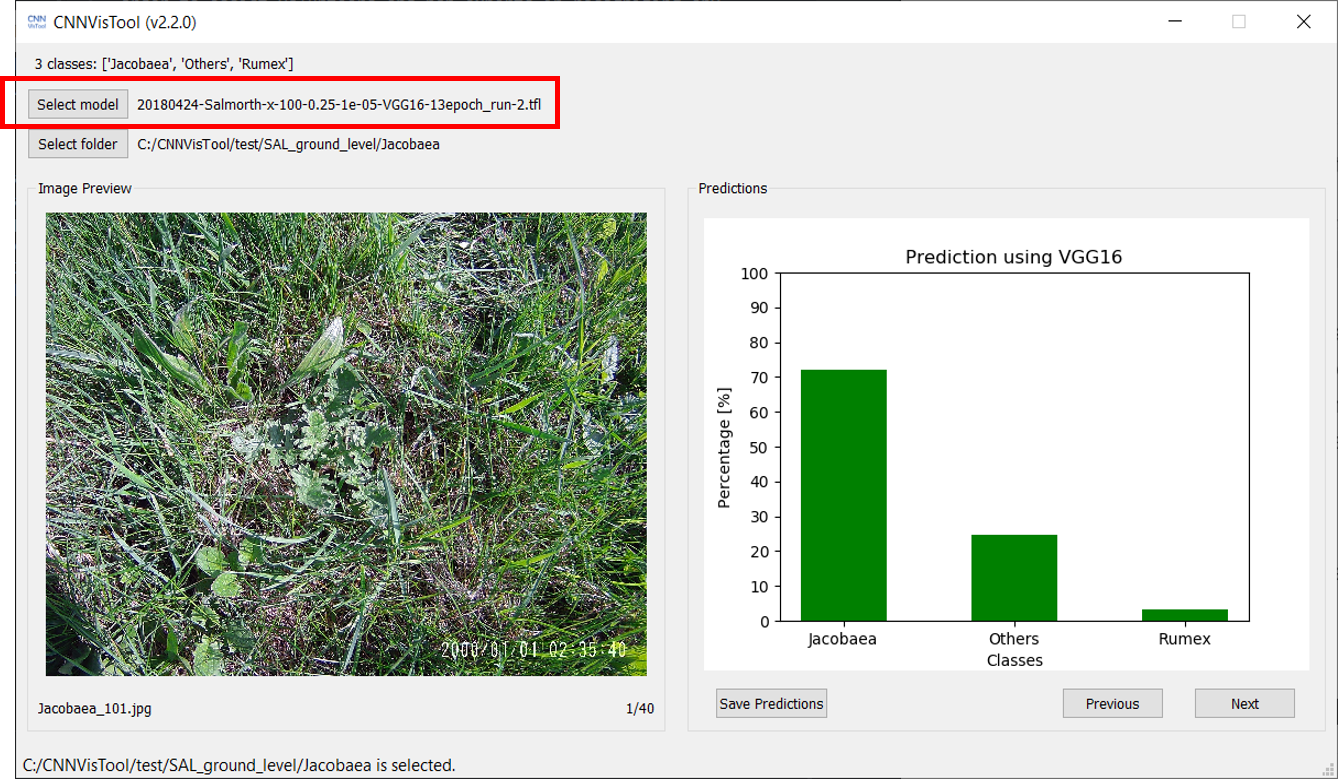 CNN
VisTool
CNNVisTool (v2.2.0)
3 classes: ['Jacobaea', 'Others', 'Rumex']
Select model 20180424-Salmorth-x-100-0.25-1e-05-VGG16-13epoch_run-2.tfl
Select folder C:/CNNVisTool/test/SAL_ground_level/Jacobaea
Image Preview
2000/01/01 02:35:40
Jacobaea_101.jpg 1/40
Predictions
Prediction using VGG16
Percentage [%]
100
90
80
70
60
50
40
30
20
10
0
Jacobaea Others Rumex
Classes
Save Predictions Previous Next
C:/CNNVisTool/test/SAL_ground_level/Jacobaea is selected.